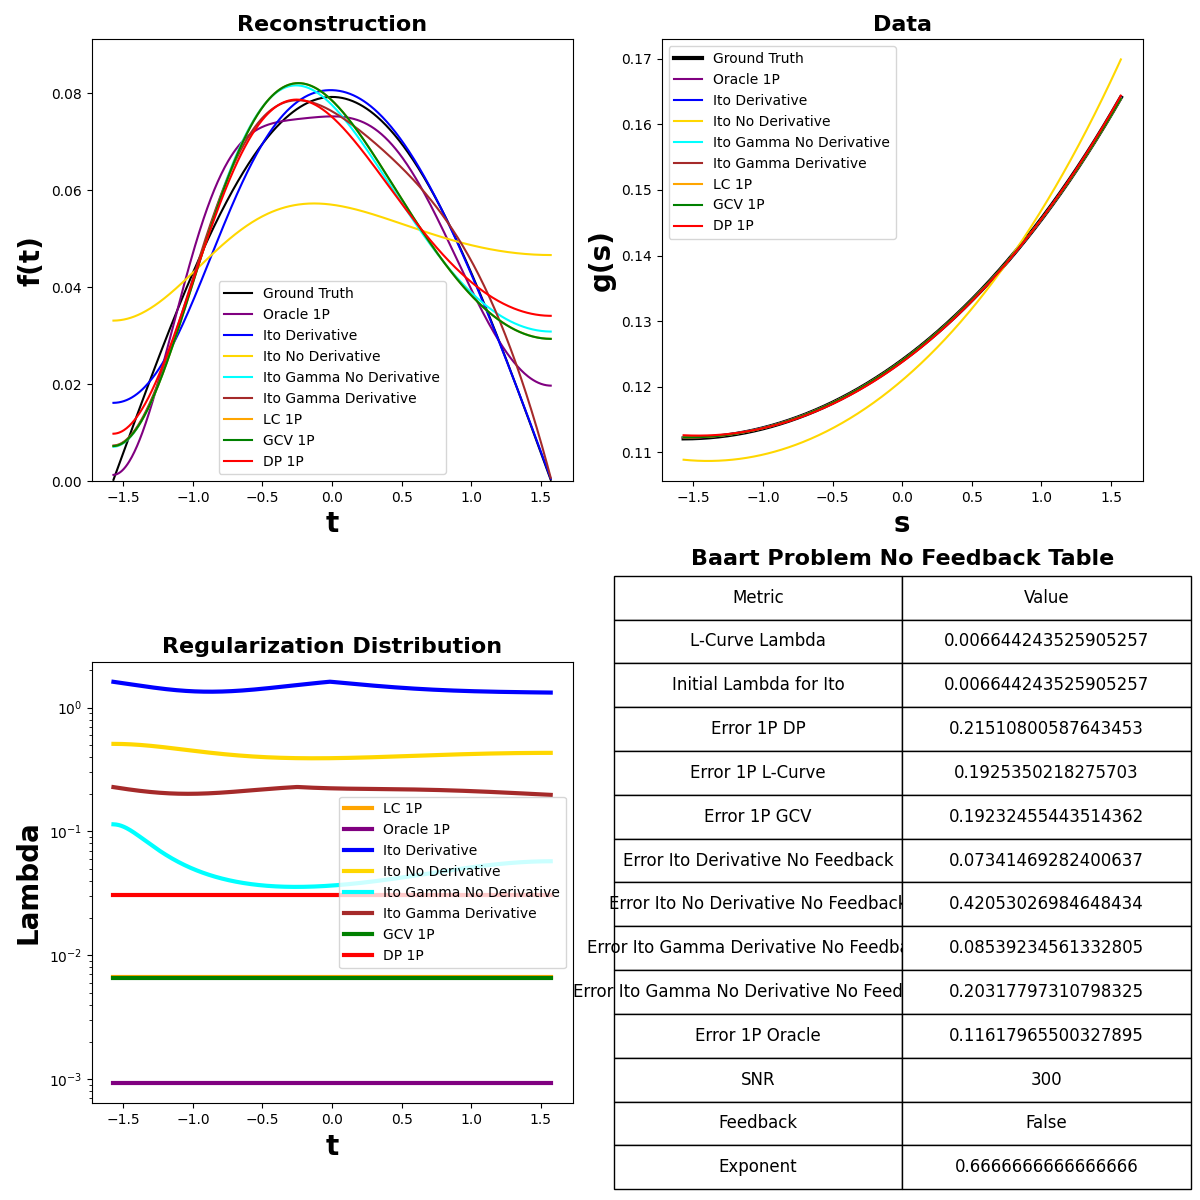 Reconstruction
f(t)
0.08
0.06
0.04
0.02
0.00
Ground Truth
Oracle 1P
Ito Derivative
Ito No Derivative
Ito Gamma No Derivative
Ito Gamma Derivative
LC 1P
GCV 1P
DP 1P
−1.5 −1.0 −0.5 0.0 0.5 1.0 1.5
t
Data
g(s)
0.17
0.16
0.15
0.14
0.13
0.12
0.11
Ground Truth
Oracle 1P
Ito Derivative
Ito No Derivative
Ito Gamma No Derivative
Ito Gamma Derivative
LC 1P
GCV 1P
DP 1P
−1.5 −1.0 −0.5 0.0 0.5 1.0 1.5
s
Regularization Distribution
Lambda
10⁰
10⁻¹
10⁻²
10⁻³
LC 1P
Oracle 1P
Ito Derivative
Ito No Derivative
Ito Gamma No Derivative
Ito Gamma Derivative
GCV 1P
DP 1P
−1.5 −1.0 −0.5 0.0 0.5 1.0 1.5
t
Baart Problem No Feedback Table
Metric Value
L-Curve Lambda 0.006644243525905257
Initial Lambda for Ito 0.006644243525905257
Error 1P DP 0.21510800587643453
Error 1P L-Curve 0.1925350218275703
Error 1P GCV 0.19232455443514362
Error Ito Derivative No Feedback 0.07341469282400637
Error Ito No Derivative No Feedback 0.42053026984648434
Error Ito Gamma Derivative No Feedba 0.08539234561332805
Error Ito Gamma No Derivative No Feed 0.20317797310798325
Error 1P Oracle 0.11617965500327895
SNR 300
Feedback False
Exponent 0.6666666666666666